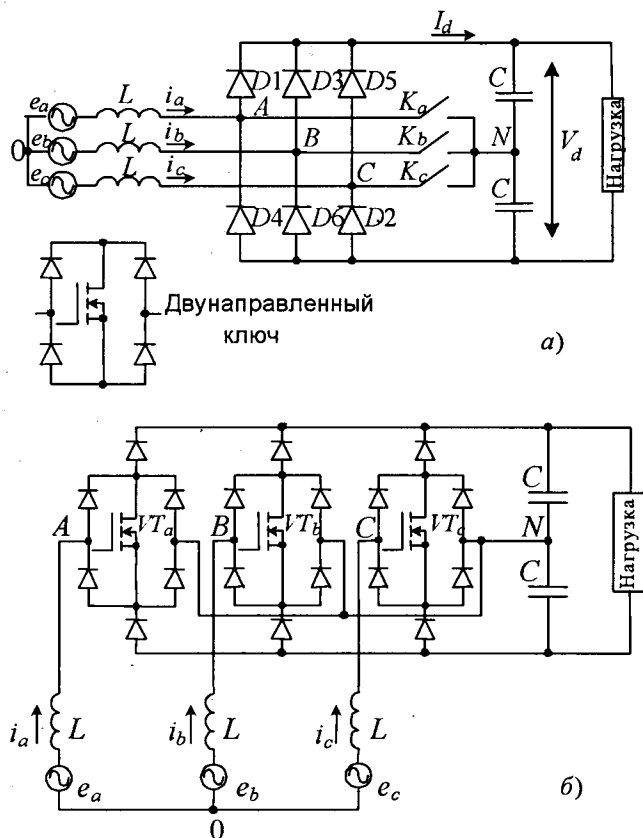 I_d
D1 D3 D5 C
e_a L i_a A K_a
0 e_b L i_b B K_b N V_d Нагрузка
e_c L i_c C K_c
D4 D6 D2 C
Двунаправленный
ключ
а)
A VT_a B VT_b C VT_c N C Нагрузка
C
i_a L i_b L i_c L
e_a e_b e_c б)
0